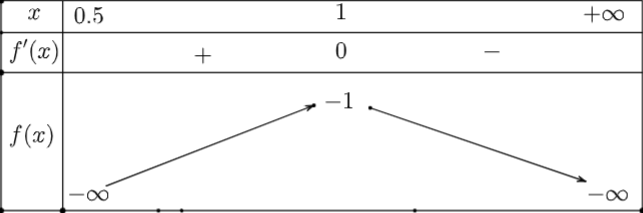 x 0.5 1 +∞
f′(x) + 0 −
−1
f(x)
−∞ −∞